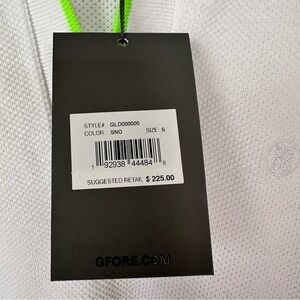 STYLE# GLD000005
COLOR SNO SIZE S
1 92938 44484 8
SUGGESTED RETAIL $ 225.00
GFORE.COM